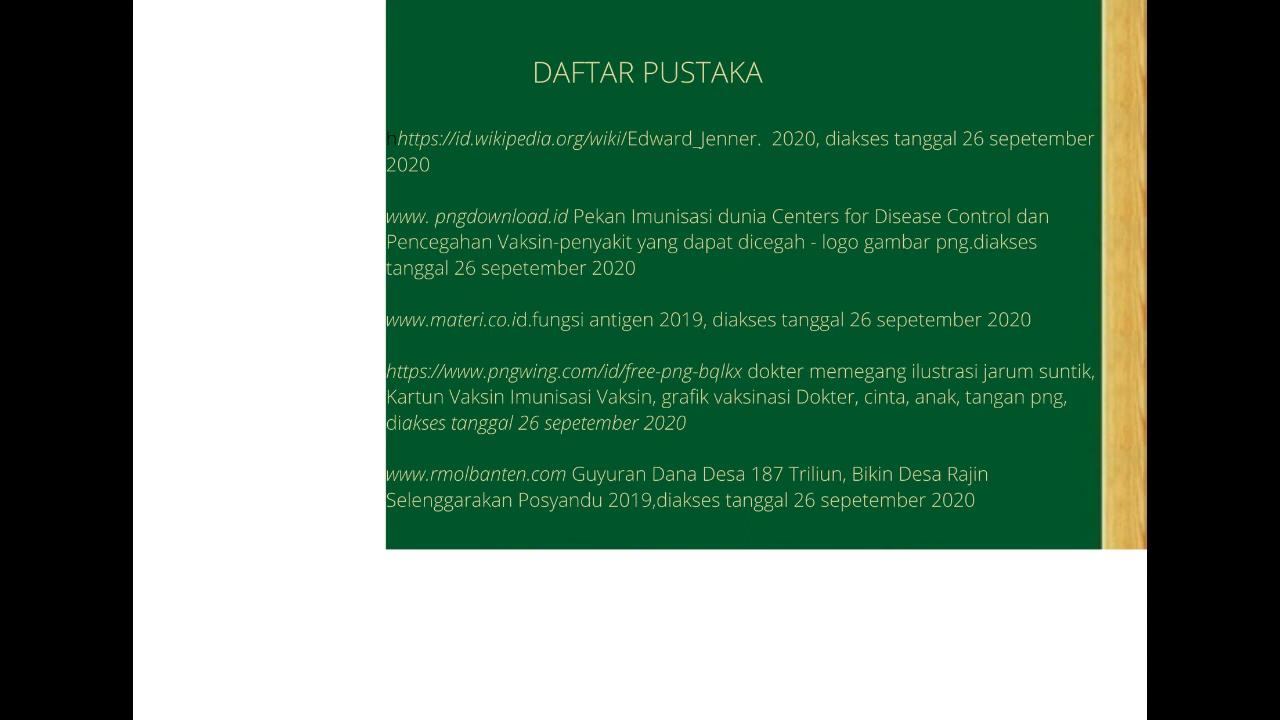 DAFTAR PUSTAKA
hhttps://id.wikipedia.org/wiki/Edward_Jenner.  2020, diakses tanggal 26 sepetember
2020
www. pngdownload.id Pekan Imunisasi dunia Centers for Disease Control dan
Pencegahan Vaksin-penyakit yang dapat dicegah - logo gambar png.diakses
tanggal 26 sepetember 2020
www.materi.co.id.fungsi antigen 2019, diakses tanggal 26 sepetember 2020
https://www.pngwing.com/id/free-png-bqlkx dokter memegang ilustrasi jarum suntik,
Kartun Vaksin Imunisasi Vaksin, grafik vaksinasi Dokter, cinta, anak, tangan png,
diakses tanggal 26 sepetember 2020
www.rmolbanten.com Guyuran Dana Desa 187 Triliun, Bikin Desa Rajin
Selenggarakan Posyandu 2019,diakses tanggal 26 sepetember 2020